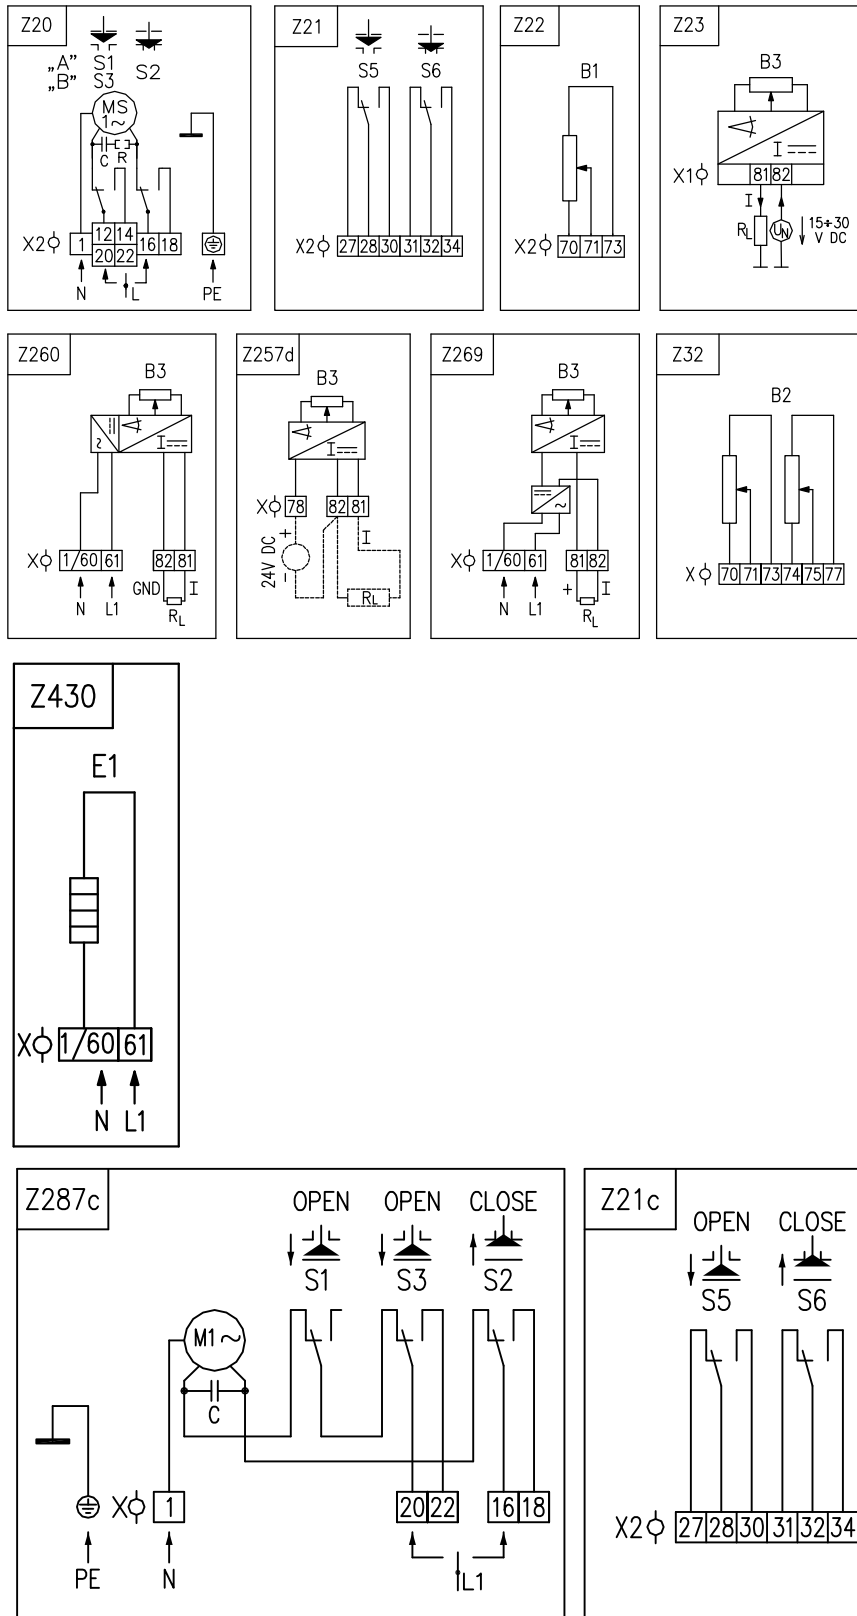 Z20
„A" S1 S2
„B" S3
MS
1~
C R
X2 1 12 14 16 18
20 22
N L PE
Z21
S5 S6
X2 27 28 30 31 32 34
Z22
B1
X2 70 71 73
Z23
B3
I
X1 81 82
I
RL UN 15÷30
V DC
Z260
B3
~ I
X 1/60 61 82 81
GND I
N L1 RL
Z257d
B3
I
X 78 82 81
+ I
24V DC
− RL
Z269
B3
I
~
X 1/60 61 81 82
+ I
N L1 RL
Z32
B2
X 70 71 73 74 75 77
Z430
E1
X 1/60 61
N L1
Z287c
OPEN OPEN CLOSE
S1 S3 S2
M1~
C
X 1 20 22 16 18
PE N L1
Z21c
OPEN CLOSE
S5 S6
X2 27 28 30 31 32 34